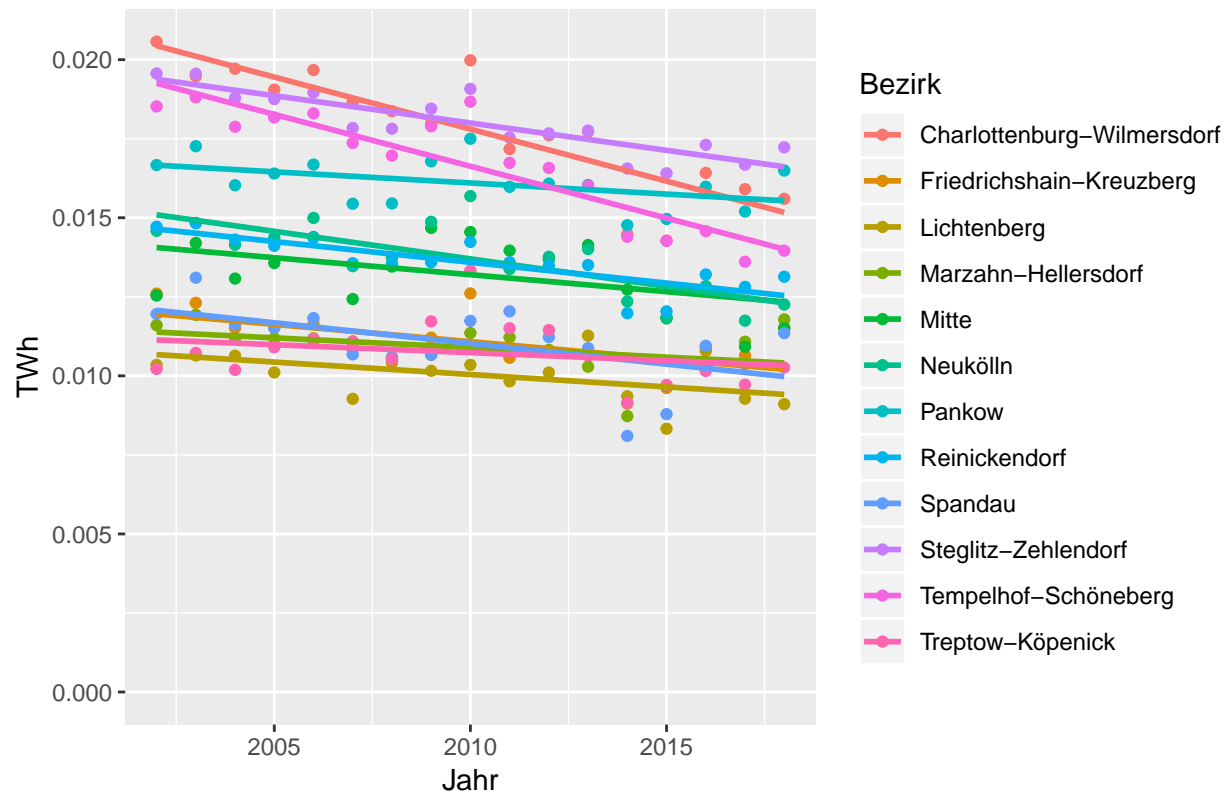 0.020
0.015
0.010
0.005
0.000
TWh
2005
2010
2015
Jahr
Bezirk
Charlottenburg−Wilmersdorf
Friedrichshain−Kreuzberg
Lichtenberg
Marzahn−Hellersdorf
Mitte
Neukölln
Pankow
Reinickendorf
Spandau
Steglitz−Zehlendorf
Tempelhof−Schöneberg
Treptow−Köpenick